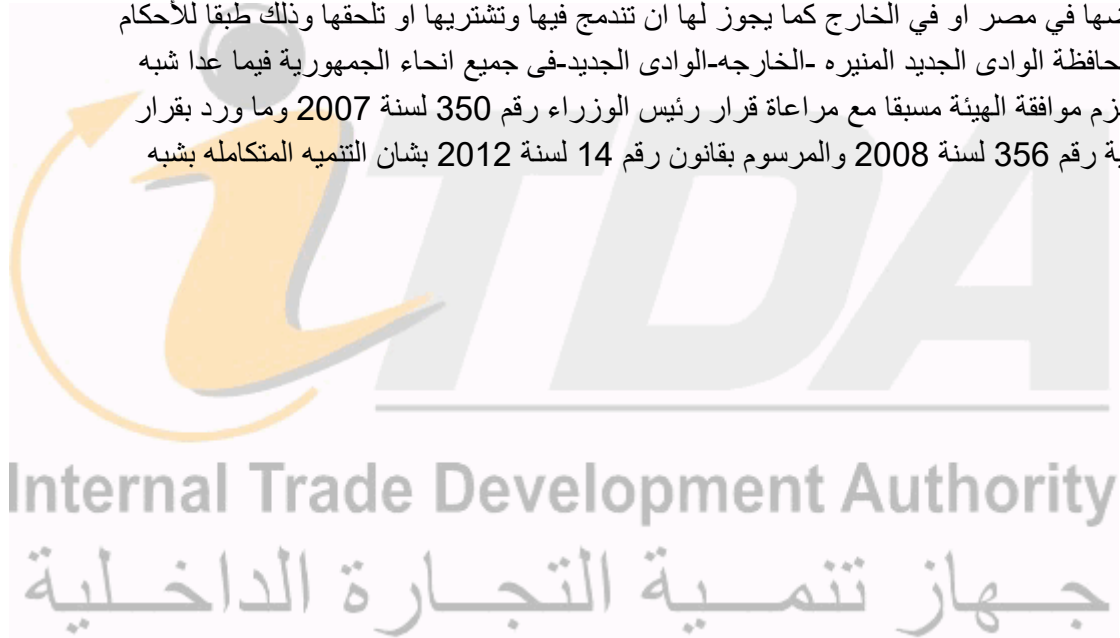 سها في مصر او في الخارج كما يجوز لها ان تندمج فيها وتشتريها او تلحقها وذلك طبقا للأحكام
حافظة الوادى الجديد المنيره -الخارجه-الوادى الجديد-فى جميع انحاء الجمهورية فيما عدا شبه
زم موافقة الهيئة مسبقا مع مراعاة قرار رئيس الوزراء رقم 350 لسنة 2007 وما ورد بقرار
ية رقم 356 لسنة 2008 والمرسوم بقانون رقم 14 لسنة 2012 بشان التنميه المتكامله بشبه
iTDA
Internal Trade Development Authority
جهاز تنمية التجارة الداخلية